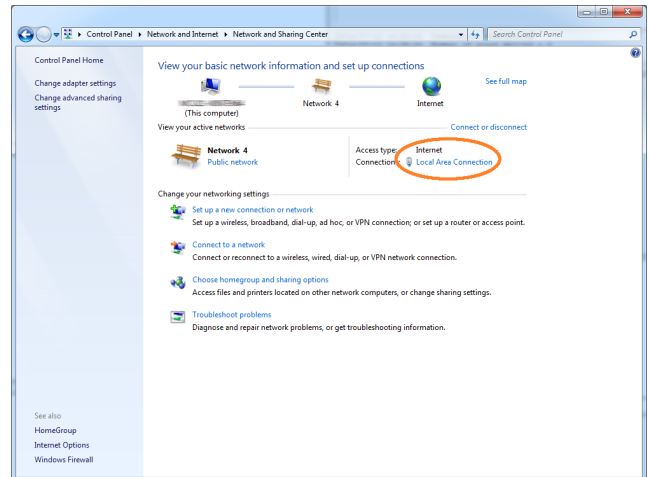 Control Panel ▸ Network and Internet ▸ Network and Sharing Center
Search Control Panel
Control Panel Home
Change adapter settings
Change advanced sharing
settings
View your basic network information and set up connections
See full map
(This computer)
Network 4
Internet
View your active networks
Connect or disconnect
Network 4
Public network
Access type: Internet
Connections: Local Area Connection
Change your networking settings
Set up a new connection or network
Set up a wireless, broadband, dial-up, ad hoc, or VPN connection; or set up a router or access point.
Connect to a network
Connect or reconnect to a wireless, wired, dial-up, or VPN network connection.
Choose homegroup and sharing options
Access files and printers located on other network computers, or change sharing settings.
Troubleshoot problems
Diagnose and repair network problems, or get troubleshooting information.
See also
HomeGroup
Internet Options
Windows Firewall